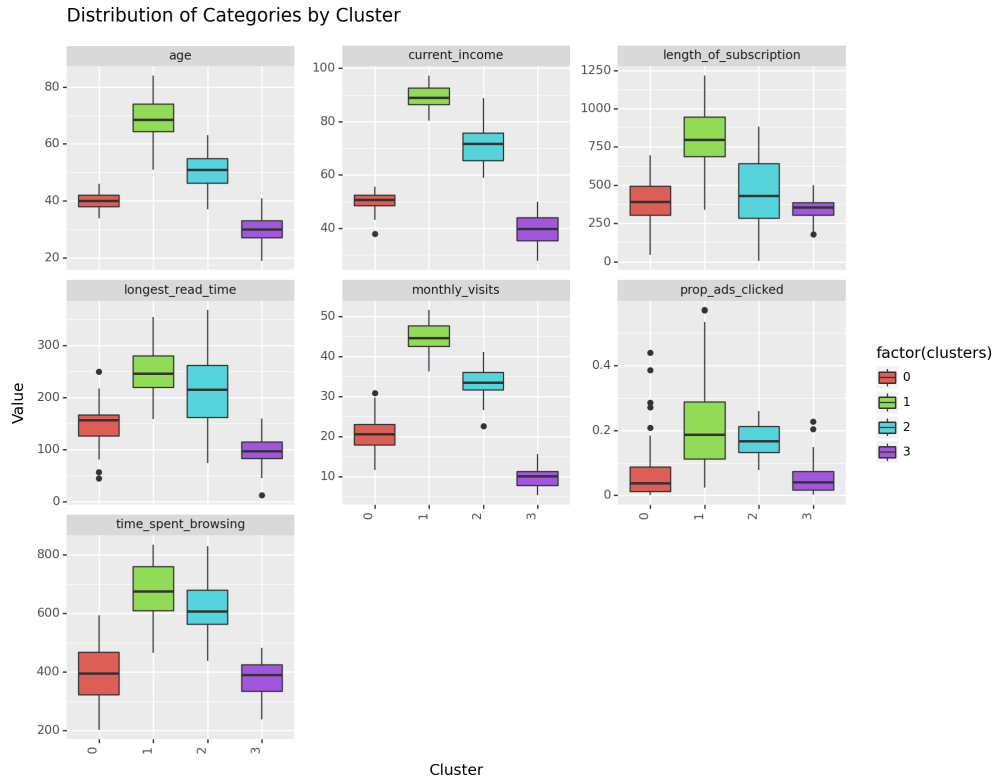 Distribution of Categories by Cluster
age
current_income
length_of_subscription
80
60
40
20
100
80
60
40
1250
1000
750
500
250
0
longest_read_time
monthly_visits
prop_ads_clicked
300
200
100
0
50
40
30
20
10
0.4
0.2
0
0 1 2 3
0 1 2 3
time_spent_browsing
800
600
400
200
0 1 2 3
Value
Cluster
factor(clusters)
0
1
2
3